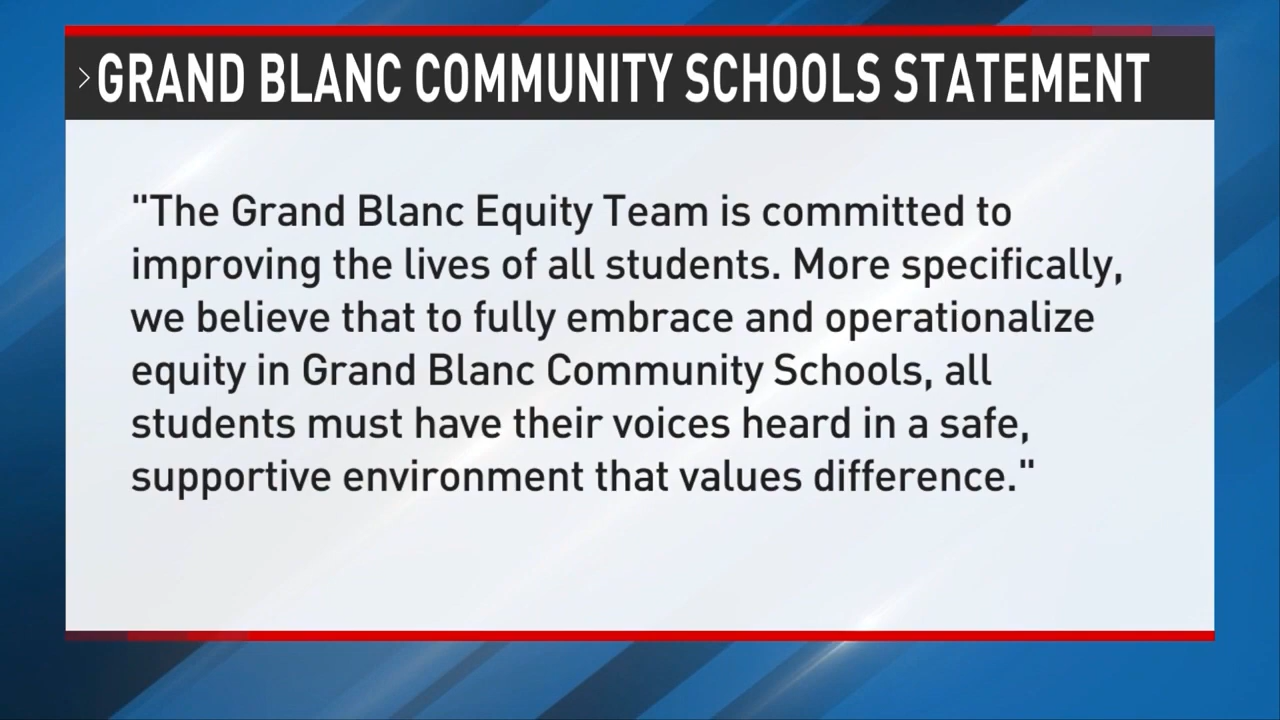 GRAND BLANC COMMUNITY SCHOOLS STATEMENT
"The Grand Blanc Equity Team is committed to
improving the lives of all students. More specifically,
we believe that to fully embrace and operationalize
equity in Grand Blanc Community Schools, all
students must have their voices heard in a safe,
supportive environment that values difference."